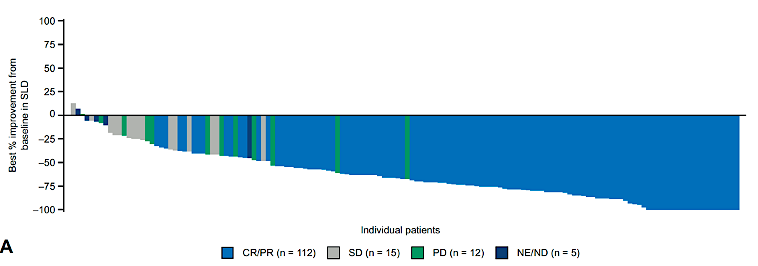 100
75
50
25
0
−25
−50
−75
−100
Best % improvement from
baseline in SLD
Individual patients
A
CR/PR (n = 112) SD (n = 15) PD (n = 12) NE/ND (n = 5)